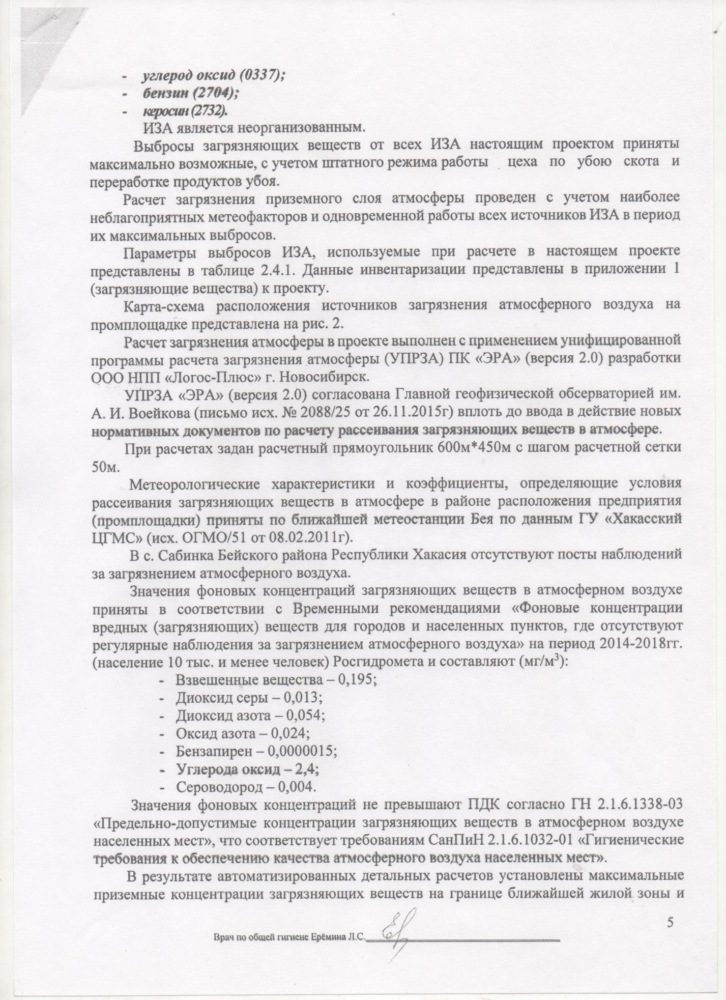 - углерод оксид (0337);
- бензин (2704);
- керосин (2732).
ИЗА является неорганизованным.
Выбросы загрязняющих веществ от всех ИЗА настоящим проектом приняты
максимально возможные, с учетом штатного режима работы цеха по убою скота и
переработке продуктов убоя.
Расчет загрязнения приземного слоя атмосферы проведен с учетом наиболее
неблагоприятных метеофакторов и одновременной работы всех источников ИЗА в период
их максимальных выбросов.
Параметры выбросов ИЗА, используемые при расчете в настоящем проекте
представлены в таблице 2.4.1. Данные инвентаризации представлены в приложении 1
(загрязняющие вещества) к проекту.
Карта-схема расположения источников загрязнения атмосферного воздуха на
промплощадке представлена на рис. 2.
Расчет загрязнения атмосферы в проекте выполнен с применением унифицированной
программы расчета загрязнения атмосферы (УПРЗА) ПК «ЭРА» (версия 2.0) разработки
ООО НПП «Логос-Плюс» г. Новосибирск.
УПРЗА «ЭРА» (версия 2.0) согласована Главной геофизической обсерваторией им.
А. И. Воейкова (письмо исх. № 2088/25 от 26.11.2015г) вплоть до ввода в действие новых
нормативных документов по расчету рассеивания загрязняющих веществ в атмосфере.
При расчетах задан расчетный прямоугольник 600м*450м с шагом расчетной сетки
50м.
Метеорологические характеристики и коэффициенты, определяющие условия
рассеивания загрязняющих веществ в атмосфере в районе расположения предприятия
(промплощадки) приняты по ближайшей метеостанции Бея по данным ГУ «Хакасский
ЦГМС» (исх. ОГМО/51 от 08.02.2011г).
В с. Сабинка Бейского района Республики Хакасия отсутствуют посты наблюдений
за загрязнением атмосферного воздуха.
Значения фоновых концентраций загрязняющих веществ в атмосферном воздухе
приняты в соответствии с Временными рекомендациями «Фоновые концентрации
вредных (загрязняющих) веществ для городов и населенных пунктов, где отсутствуют
регулярные наблюдения за загрязнением атмосферного воздуха» на период 2014-2018гг.
(население 10 тыс. и менее человек) Росгидромета и составляют (мг/м³):
- Взвешенные вещества – 0,195;
- Диоксид серы – 0,013;
- Диоксид азота – 0,054;
- Оксид азота – 0,024;
- Бензапирен – 0,0000015;
- Углерода оксид – 2,4;
- Сероводород – 0,004.
Значения фоновых концентраций не превышают ПДК согласно ГН 2.1.6.1338-03
«Предельно-допустимые концентрации загрязняющих веществ в атмосферном воздухе
населенных мест», что соответствует требованиям СанПиН 2.1.6.1032-01 «Гигиенические
требования к обеспечению качества атмосферного воздуха населенных мест».
В результате автоматизированных детальных расчетов установлены максимальные
приземные концентрации загрязняющих веществ на границе ближайшей жилой зоны и
5
Врач по общей гигиене Ерёмина Л.С.